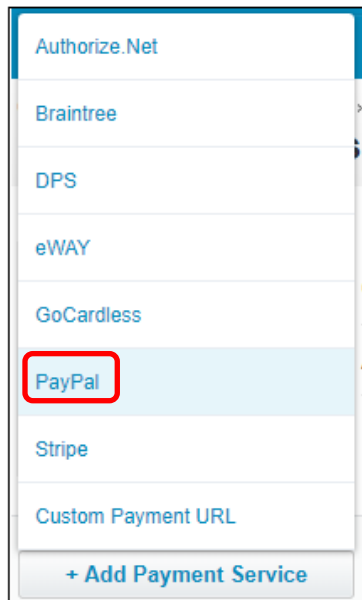 Authorize.Net
Braintree
DPS
eWAY
GoCardless
PayPal
Stripe
Custom Payment URL
+ Add Payment Service